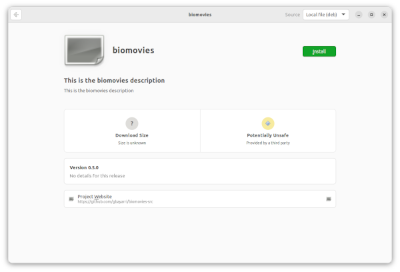 biomovies
Source
Local file (deb)
biomovies
Install
This is the biomovies description
This is the biomovies description
?
Download Size
Size is unknown
Potentially Unsafe
Provided by a third party
Version 0.5.0
No details for this release
Project Website